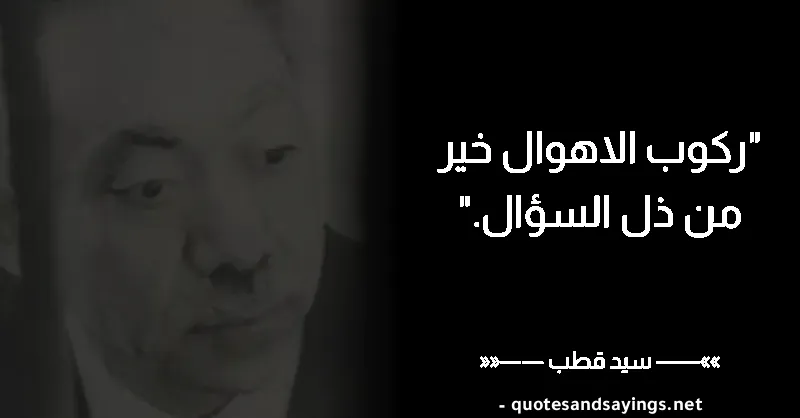 "ركوب الاهوال خير
من ذل السؤال."
»»—— سيد قطب ——««
- quotesandsayings.net